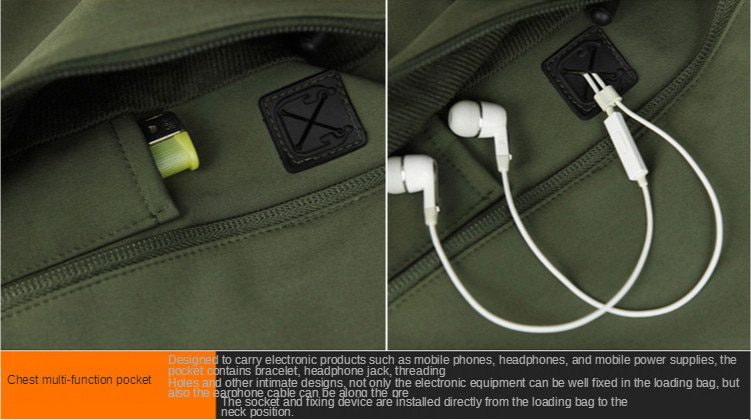 Chest multi-function pocket
Designed to carry electronic products such as mobile phones, headphones, and mobile power supplies, the
pocket contains bracelet, headphone jack, threading
Holes and other intimate designs, not only the electronic equipment can be well fixed in the loading bag, but
also the earphone cable can be along the pre
The socket and fixing device are installed directly from the loading bag to the
neck position.